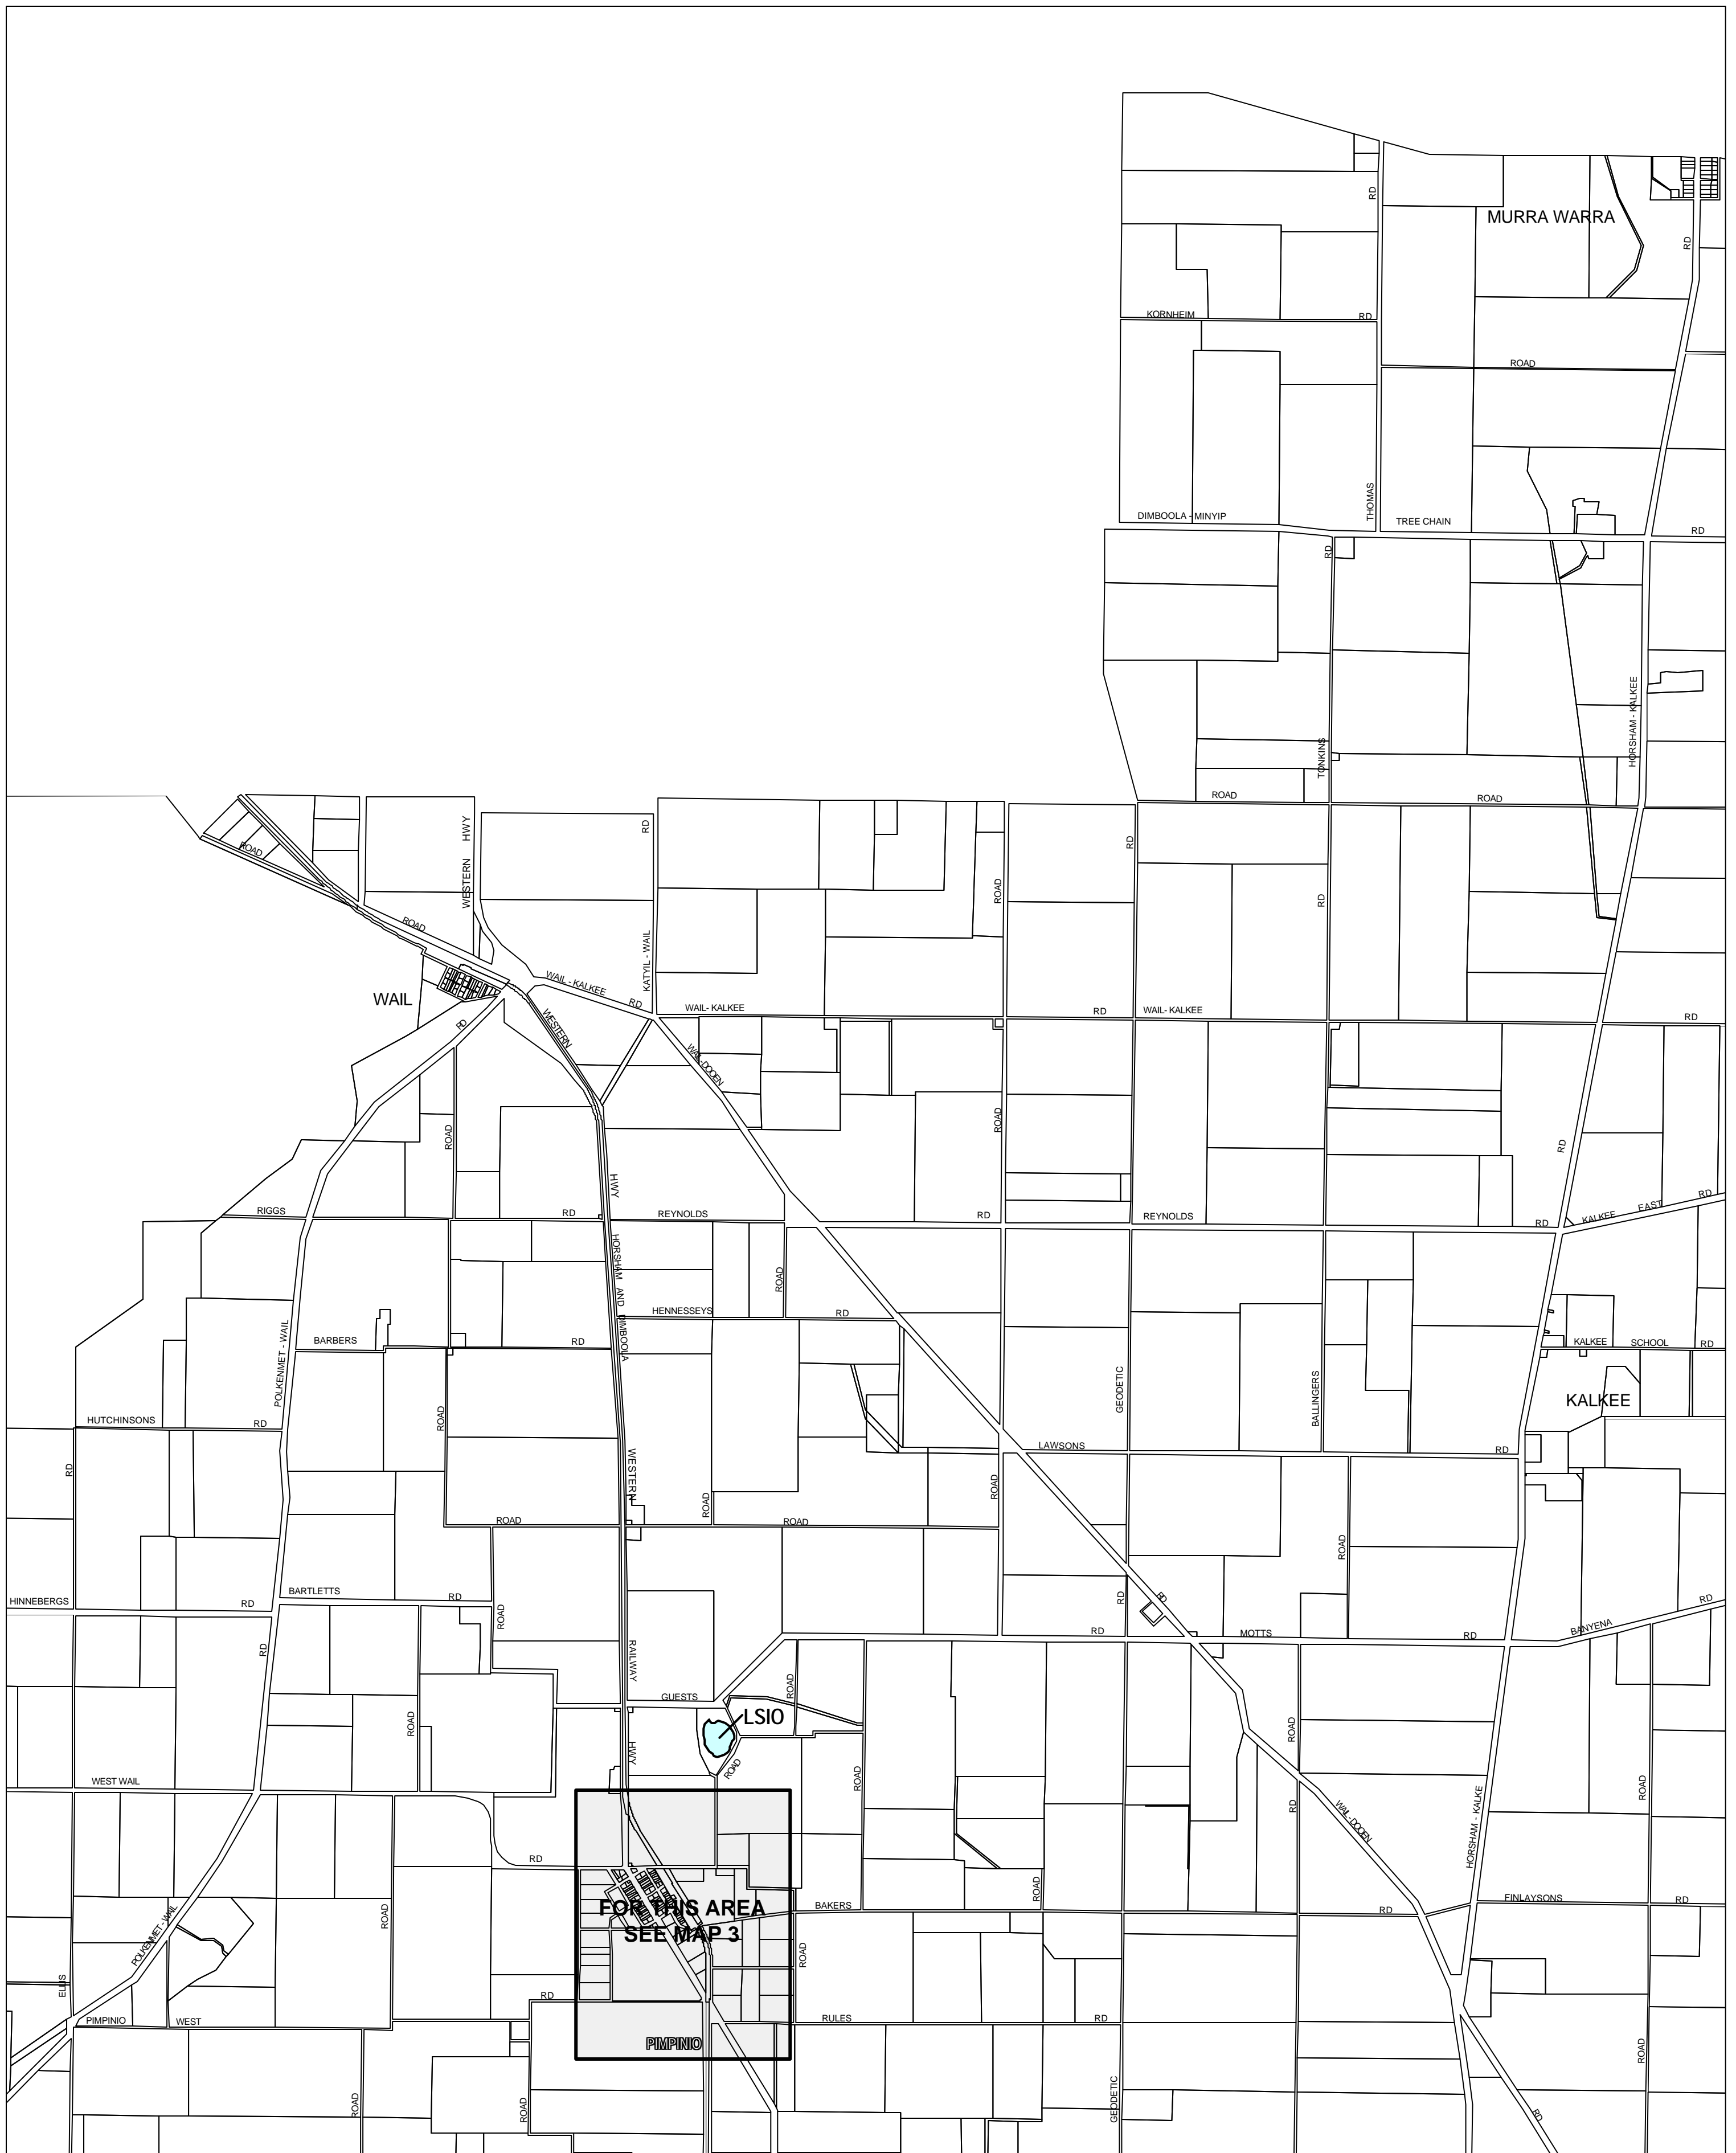 RD
MURRA WARRA
RD
KORNHEIM
RD
ROAD
THOMAS
DIMBOOLA - MINYIP
TREE CHAIN
RD
RD
HORSHAM - KALKEE
TONKINS
ROAD
ROAD
WESTERN HWY
RD
RD
ROAD
ROAD
RD
ROAD
KATYIL - WAIL
WAIL - KALKEE
RD
WAIL
WAIL- KALKEE
RD
WAIL- KALKEE
RD
RD
WESTERN
WAIL - DOOEN
ROAD
ROAD
RD
HWY
RIGGS
RD
REYNOLDS
RD
REYNOLDS
RD
KALKEE EAST RD
HORSHAM AND DIMBOOLA
ROAD
HENNESSEYS
RD
BARBERS
RD
KALKEE SCHOOL RD
POLKENMET - WAIL
GEODETIC
BALLINGERS
KALKEE
HUTCHINSONS
RD
ROAD
LAWSONS
RD
RD
WESTERN
ROAD
ROAD
ROAD
ROAD
ROAD
HINNEBERGS
RD
BARTLETTS
RD
ROAD
RD
RD
RD
RD
MOTTS
RD
BANYENA
RD
RAILWAY
GUESTS
ROAD
ROAD
LSIO
HWY
ROAD
ROAD
ROAD
ROAD
WEST WAIL
RD
WAIL - DOOEN
HORSHAM - KALKE
RD
FOR THIS AREA
SEE MAP 3
BAKERS
ROAD
RD
FINLAYSONS
RD
ROAD
POLKENMET - WAIL
ROAD
ELLIS
RD
PIMPINIO WEST
RULES
RD
PIMPINIO
ROAD
ROAD
ROAD
GEODETIC
RD